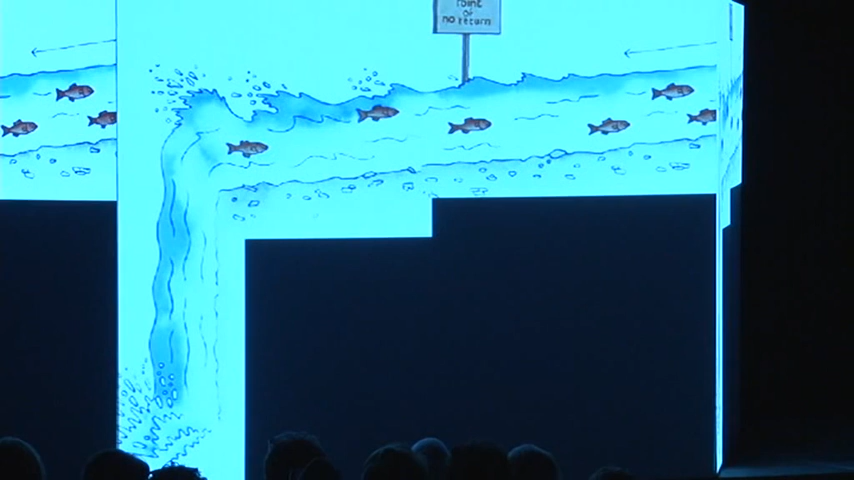 Point
of
no return